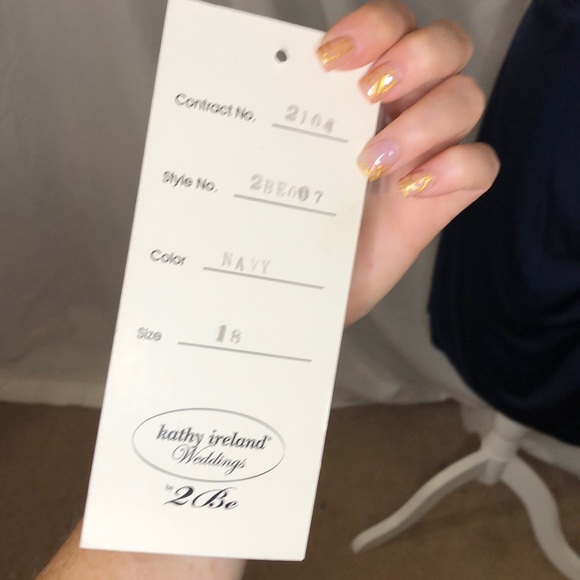 Contract No. 2104
Style No. 2BE007
Color NAVY
Size 18
kathy ireland®
Weddings
by 2Be